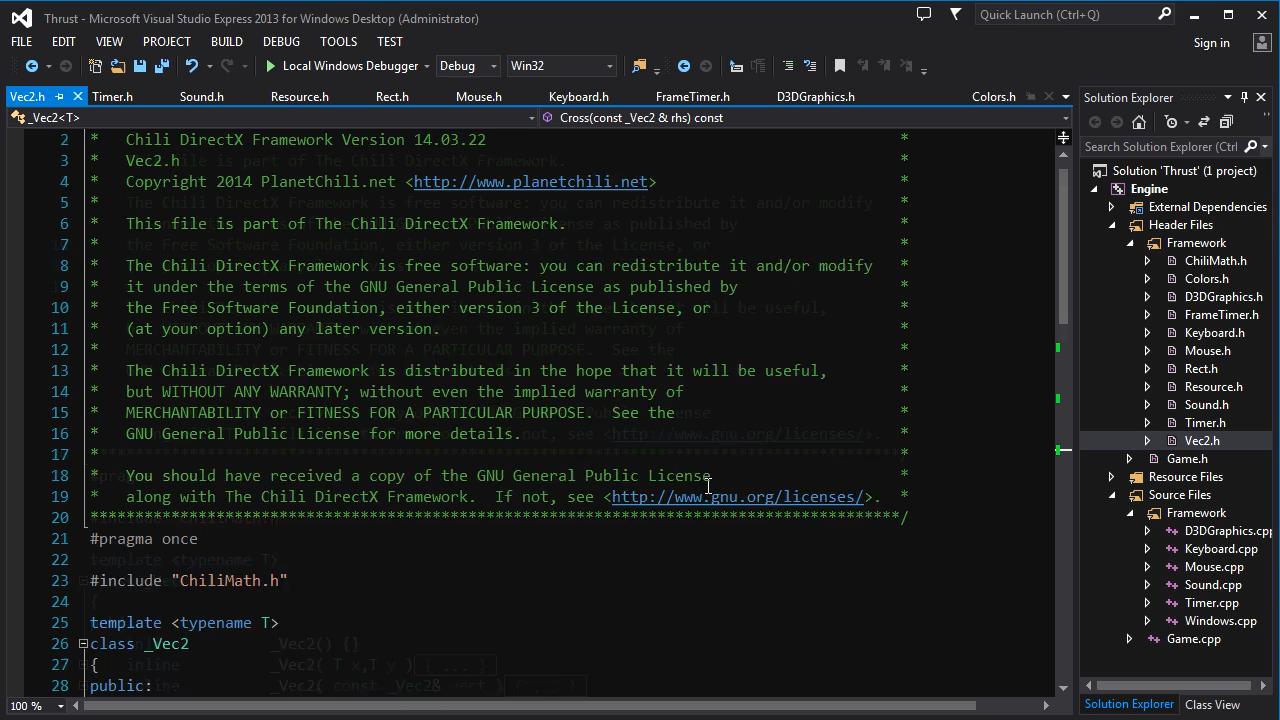 Thrust - Microsoft Visual Studio Express 2013 for Windows Desktop (Administrator)
Quick Launch (Ctrl+Q)
FILE EDIT VIEW PROJECT BUILD DEBUG TOOLS TEST
Sign in
Local Windows Debugger Debug Win32
Vec2.h Timer.h Sound.h Resource.h Rect.h Mouse.h Keyboard.h FrameTimer.h D3DGraphics.h Colors.h
_Vec2<T> Cross(const _Vec2 & rhs) const
2 * Chili DirectX Framework Version 14.03.22 *
3 * Vec2.h *
4 * Copyright 2014 PlanetChili.net <http://www.planetchili.net> *
5 * *
6 * This file is part of The Chili DirectX Framework. *
7 * *
8 * The Chili DirectX Framework is free software: you can redistribute it and/or modify *
9 * it under the terms of the GNU General Public License as published by *
10 * the Free Software Foundation, either version 3 of the License, or *
11 * (at your option) any later version. *
12 * *
13 * The Chili DirectX Framework is distributed in the hope that it will be useful, *
14 * but WITHOUT ANY WARRANTY; without even the implied warranty of *
15 * MERCHANTABILITY or FITNESS FOR A PARTICULAR PURPOSE.  See the *
16 * GNU General Public License for more details. *
17 * *
18 * You should have received a copy of the GNU General Public License *
19 * along with The Chili DirectX Framework.  If not, see <http://www.gnu.org/licenses/>. *
20 ******************************************************************************************/
21 #pragma once
22
23 #include "ChiliMath.h"
24
25 template <typename T>
26 class _Vec2
27 {
28 public:
100 %
Solution Explorer
Search Solution Explorer (Ctrl
Solution 'Thrust' (1 project)
Engine
External Dependencies
Header Files
Framework
ChiliMath.h
Colors.h
D3DGraphics.h
FrameTimer.h
Keyboard.h
Mouse.h
Rect.h
Resource.h
Sound.h
Timer.h
Vec2.h
Game.h
Resource Files
Source Files
Framework
D3DGraphics.cpp
Keyboard.cpp
Mouse.cpp
Sound.cpp
Timer.cpp
Windows.cpp
Game.cpp
Solution Explorer Class View